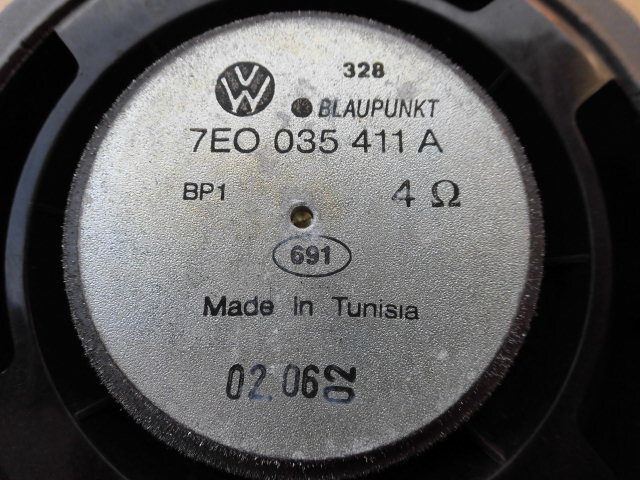 328
BLAUPUNKT
7EO 035 411 A
BP1 4 Ω
691
Made In Tunisia
02.06 02